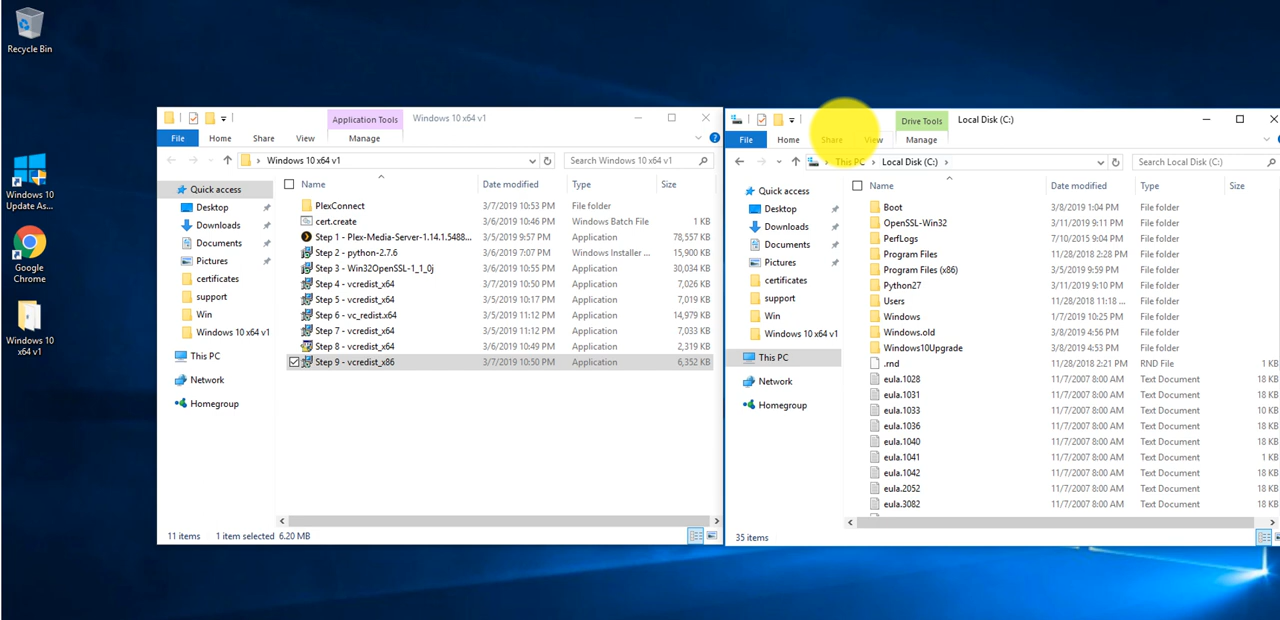 Recycle Bin
Windows 10
Update As...
Google
Chrome
Windows 10
x64 v1
Application Tools
Windows 10 x64 v1
File
Home
Share
View
Manage
Windows 10 x64 v1
Search Windows 10 x64 v1
Name
Date modified
Type
Size
Quick access
Desktop
Downloads
Documents
Pictures
certificates
support
Win
Windows 10 x64 v1
This PC
Network
Homegroup
PlexConnect 3/7/2019 10:53 PM File folder
cert.create 3/6/2019 10:46 PM Windows Batch File 1 KB
Step 1 - Plex-Media-Server-1.14.1.5488... 3/5/2019 9:57 PM Application 78,557 KB
Step 2 - python-2.7.6 3/6/2019 7:07 PM Windows Installer ... 15,900 KB
Step 3 - Win32OpenSSL-1_1_0j 3/6/2019 10:55 PM Application 30,034 KB
Step 4 - vcredist_x64 3/7/2019 10:50 PM Application 7,026 KB
Step 5 - vcredist_x64 3/5/2019 10:17 PM Application 7,019 KB
Step 6 - vc_redist.x64 3/5/2019 11:12 PM Application 14,979 KB
Step 7 - vcredist_x64 3/5/2019 11:12 PM Application 7,033 KB
Step 8 - vcredist_x64 3/6/2019 10:49 PM Application 2,319 KB
Step 9 - vcredist_x86 3/7/2019 10:50 PM Application 6,352 KB
11 items 1 item selected 6.20 MB
Drive Tools
Local Disk (C:)
File
Home
Share
View
Manage
This PC
Local Disk (C:)
Search Local Disk (C:)
Name
Date modified
Type
Size
Quick access
Desktop
Downloads
Documents
Pictures
certificates
support
Win
Windows 10 x64 v1
This PC
Network
Homegroup
Boot 3/8/2019 1:04 PM File folder
OpenSSL-Win32 3/11/2019 9:11 PM File folder
PerfLogs 7/10/2015 9:04 PM File folder
Program Files 11/28/2018 2:28 PM File folder
Program Files (x86) 3/5/2019 9:59 PM File folder
Python27 3/11/2019 9:10 PM File folder
Users 11/28/2018 11:18 ... File folder
Windows 1/7/2019 10:25 PM File folder
Windows.old 3/8/2019 4:56 PM File folder
Windows10Upgrade 3/8/2019 4:53 PM File folder
.rnd 11/28/2018 2:21 PM RND File 1 KB
eula.1028 11/7/2007 8:00 AM Text Document 18 KB
eula.1031 11/7/2007 8:00 AM Text Document 18 KB
eula.1033 11/7/2007 8:00 AM Text Document 10 KB
eula.1036 11/7/2007 8:00 AM Text Document 18 KB
eula.1040 11/7/2007 8:00 AM Text Document 18 KB
eula.1041 11/7/2007 8:00 AM Text Document 1 KB
eula.1042 11/7/2007 8:00 AM Text Document 18 KB
eula.2052 11/7/2007 8:00 AM Text Document 18 KB
eula.3082 11/7/2007 8:00 AM Text Document 18 KB
35 items